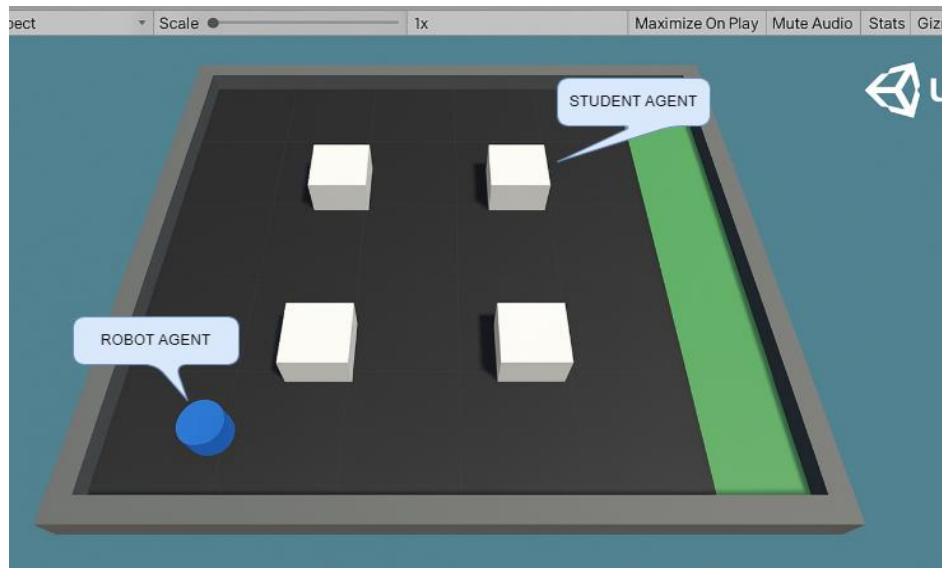 pect Scale 1x Maximize On Play Mute Audio Stats Giz
STUDENT AGENT
ROBOT AGENT